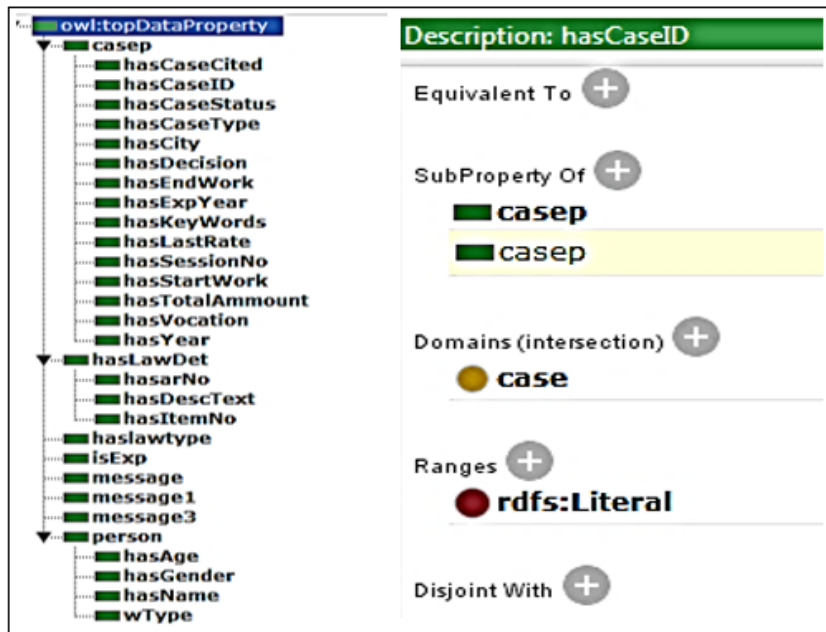 owl:topDataProperty
casep
hasCaseCited
hasCaseID
hasCaseStatus
hasCaseType
hasCity
hasDecision
hasEndWork
hasExpYear
hasKeyWords
hasLastRate
hasSessionNo
hasStartWork
hasTotalAmmount
hasVocation
hasYear
hasLawDet
hasarNo
hasDescText
hasItemNo
haslawtype
isExp
message
message1
message3
person
hasAge
hasGender
hasName
wType
Description: hasCaseID
Equivalent To
SubProperty Of
casep
casep
Domains (intersection)
case
Ranges
rdfs:Literal
Disjoint With